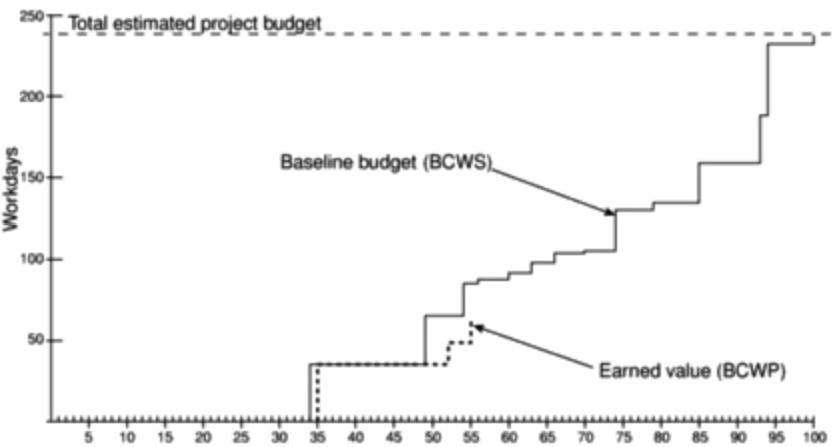 250
Total estimated project budget
200
Baseline budget (BCWS)
150
Workdays
100
50
Earned value (BCWP)
5 10 15 20 25 30 35 40 45 50 55 60 65 70 75 80 85 90 95 100